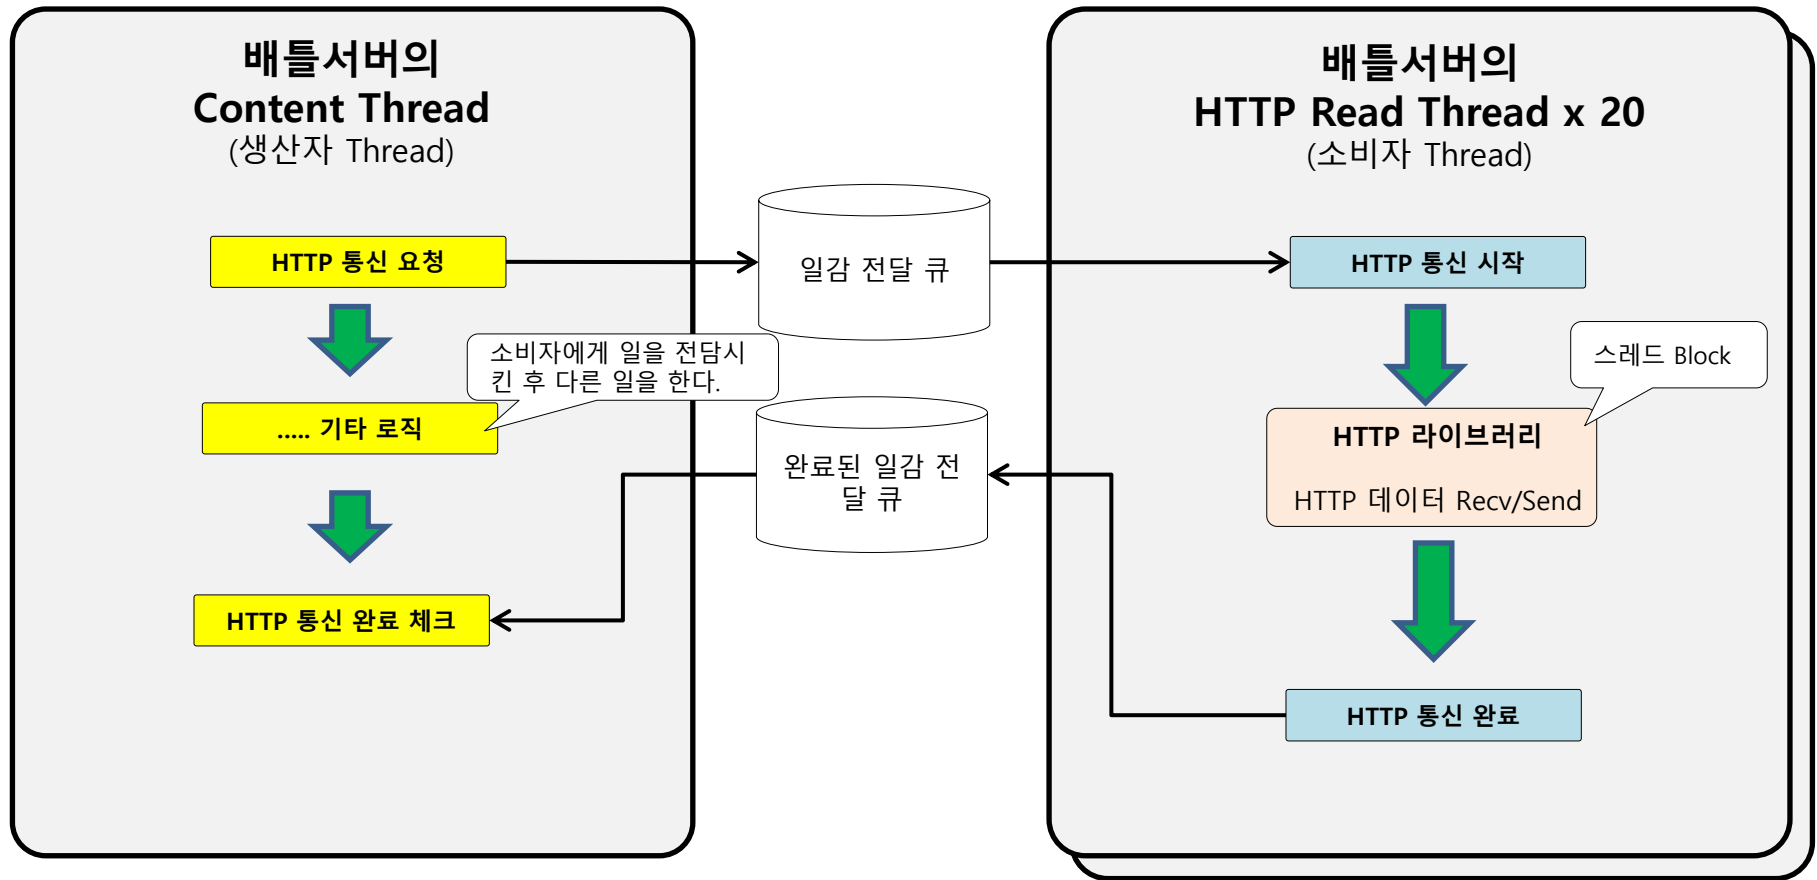 배틀서버의
Content Thread
(생산자 Thread)
HTTP 통신 요청
소비자에게 일을 전담시
킨 후 다른 일을 한다.
..... 기타 로직
HTTP 통신 완료 체크
일감 전달 큐
완료된 일감 전
달 큐
배틀서버의
HTTP Read Thread x 20
(소비자 Thread)
HTTP 통신 시작
스레드 Block
HTTP 라이브러리
HTTP 데이터 Recv/Send
HTTP 통신 완료